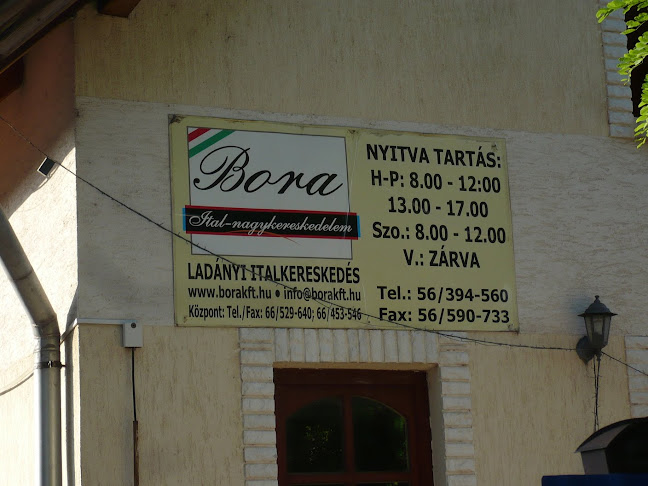 Bora
Ital-nagykereskedelem
LADÁNYI ITALKERESKEDÉS
www.borakft.hu • info@borakft.hu
Központ: Tel./Fax: 66/529-640; 66/453-546
NYITVA TARTÁS:
H-P: 8.00 - 12:00
13.00 - 17.00
Szo.: 8.00 - 12.00
V.: ZÁRVA
Tel.: 56/394-560
Fax: 56/590-733